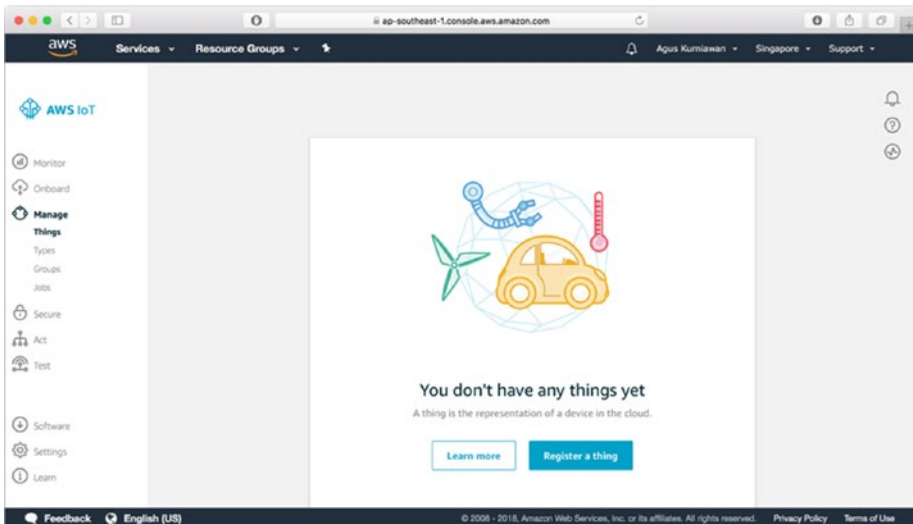 ap-southeast-1.console.aws.amazon.com
aws Services Resource Groups Agus Kurniawan Singapore Support
AWS IoT
Monitor
Onboard
Manage
Things
Types
Groups
Jobs
Secure
Act
Test
Software
Settings
Learn
You don't have any things yet
A thing is the representation of a device in the cloud.
Learn more Register a thing
Feedback English (US) © 2008 - 2018, Amazon Web Services, Inc. or its affiliates. All rights reserved. Privacy Policy Terms of Use